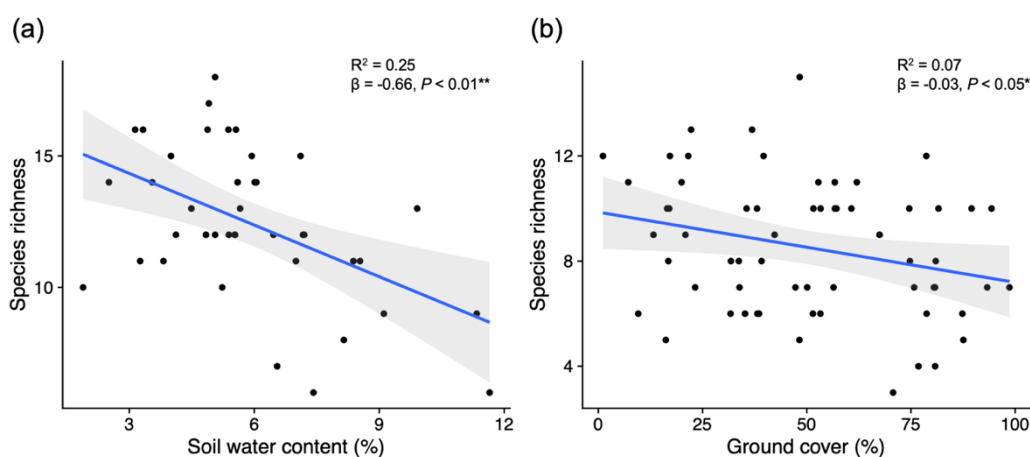 (a)
R² = 0.25
β = -0.66, P < 0.01**
Species richness
15
10
3 6 9 12
Soil water content (%)
(b)
R² = 0.07
β = -0.03, P < 0.05*
Species richness
12
8
4
0 25 50 75 100
Ground cover (%)